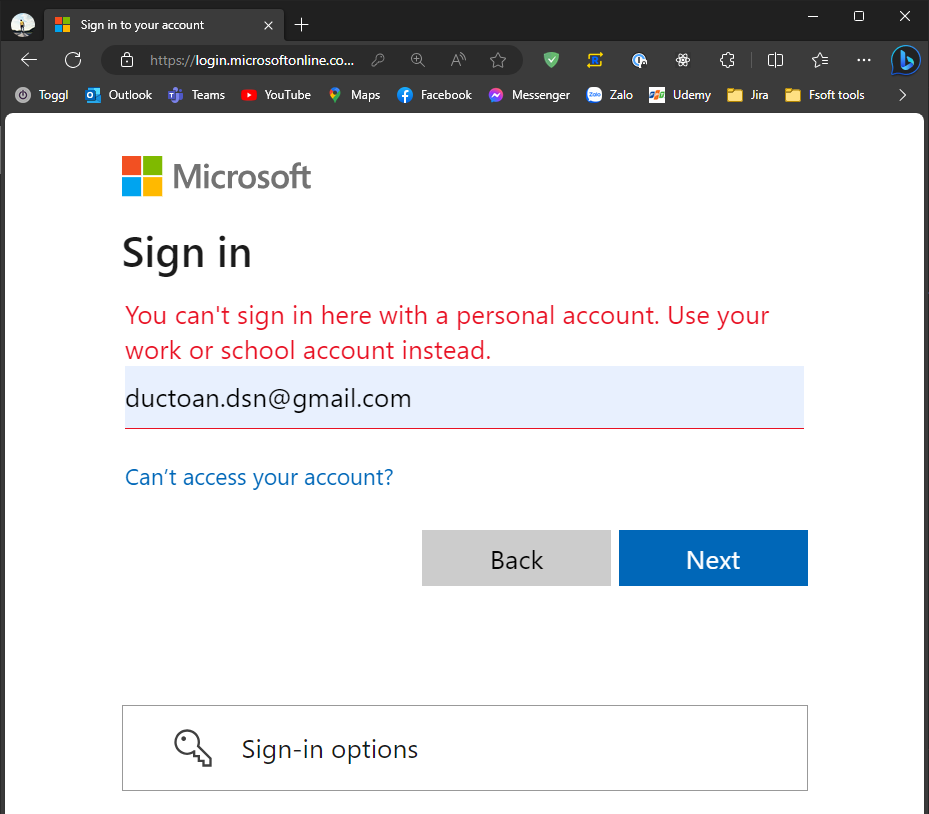 Sign in to your account
https://login.microsoftonline.co...
Toggl Outlook Teams YouTube Maps Facebook Messenger Zalo Udemy Jira Fsoft tools
Microsoft
Sign in
You can't sign in here with a personal account. Use your
work or school account instead.
ductoan.dsn@gmail.com
Can’t access your account?
Back Next
Sign-in options